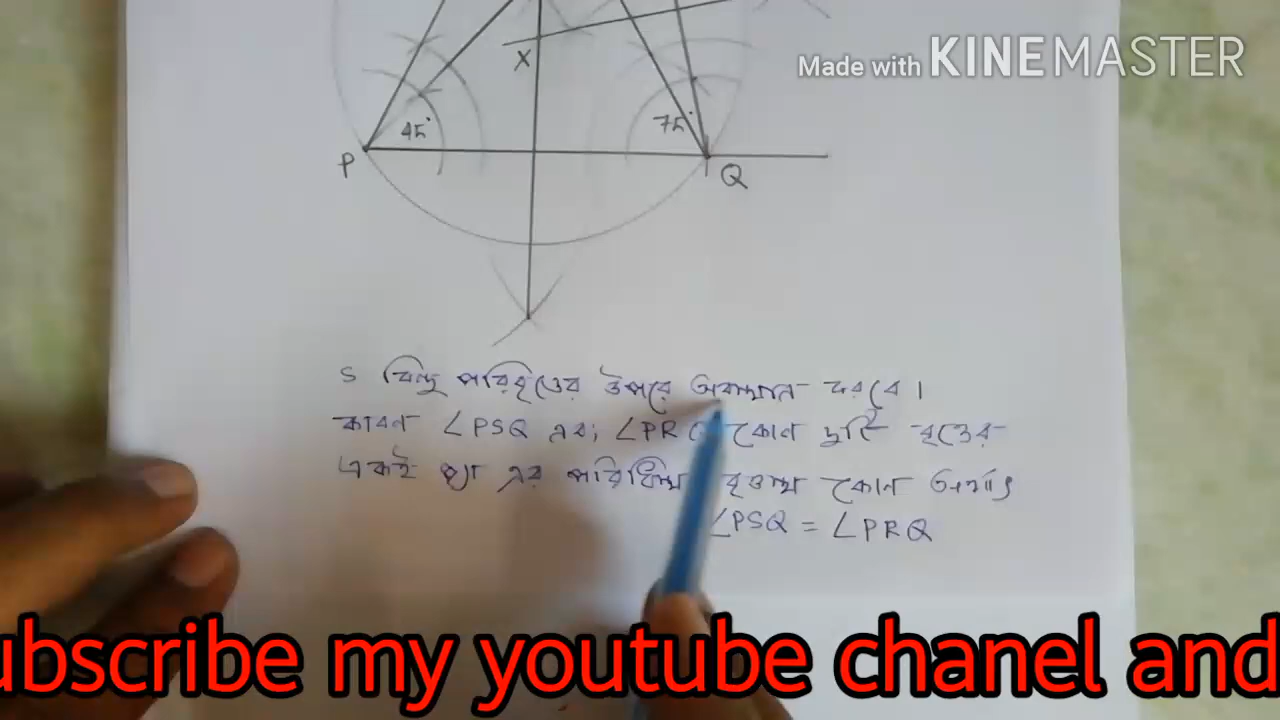 Made with KINEMASTER
X
45°
75°
P
Q
S বিন্দু পরিবৃত্তের উপরে অবস্থান করবে।
কারন ∠PSQ এবং ∠PR কোন দুটি বৃত্তের
একই চাপ এর পরিধিস্থ বৃত্তস্থ কোন অর্থাৎ
∠PSQ = ∠PRQ
ubscribe my youtube chanel and